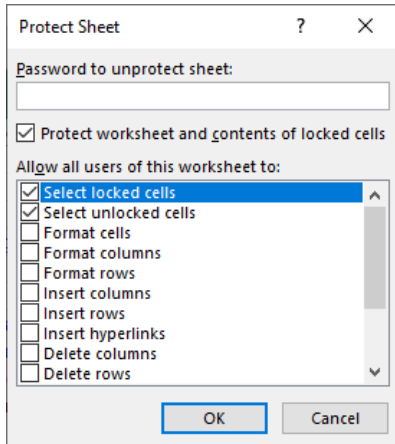 Protect Sheet ?
Password to unprotect sheet:
Protect worksheet and contents of locked cells
Allow all users of this worksheet to:
Select locked cells
Select unlocked cells
Format cells
Format columns
Format rows
Insert columns
Insert rows
Insert hyperlinks
Delete columns
Delete rows
OK Cancel